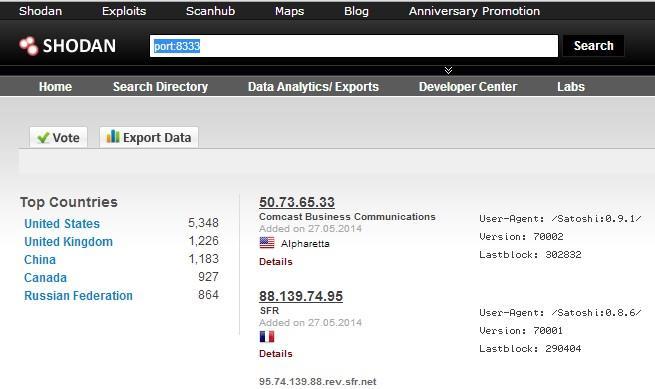 Shodan Exploits Scanhub Maps Blog Anniversary Promotion
SHODAN port:8333 Search
Home Search Directory Data Analytics/ Exports Developer Center Labs
Vote Export Data
Top Countries
United States 5,348
United Kingdom 1,226
China 1,183
Canada 927
Russian Federation 864
50.73.65.33
Comcast Business Communications
Added on 27.05.2014
Alpharetta
Details
User-Agent: /Satoshi:0.9.1/
Version: 70002
Lastblock: 302832
88.139.74.95
SFR
Added on 27.05.2014
Details
95.74.139.88.rev.sfr.net
User-Agent: /Satoshi:0.8.6/
Version: 70001
Lastblock: 290404